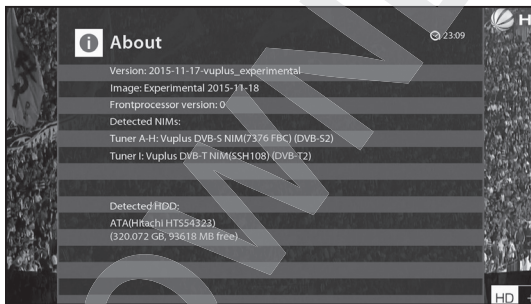 About
23:09
H
Version: 2015-11-17-vuplus_experimental
Image: Experimental 2015-11-18
Frontprocessor version: 0
Detected NIMs:
Tuner A-H: Vuplus DVB-S NIM(7376 FBC) (DVB-S2)
Tuner I: Vuplus DVB-T NIM(SSH108) (DVB-T2)
Detected HDD:
ATA(Hitachi HTS54323)
(320.072 GB, 93618 MB free)
HD